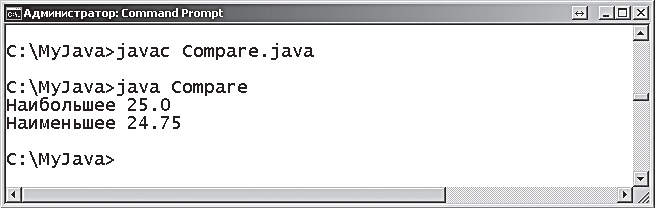 Администратор: Command Prompt
C:\MyJava>javac Compare.java
C:\MyJava>java Compare
Наибольшее 25.0
Наименьшее 24.75
C:\MyJava>